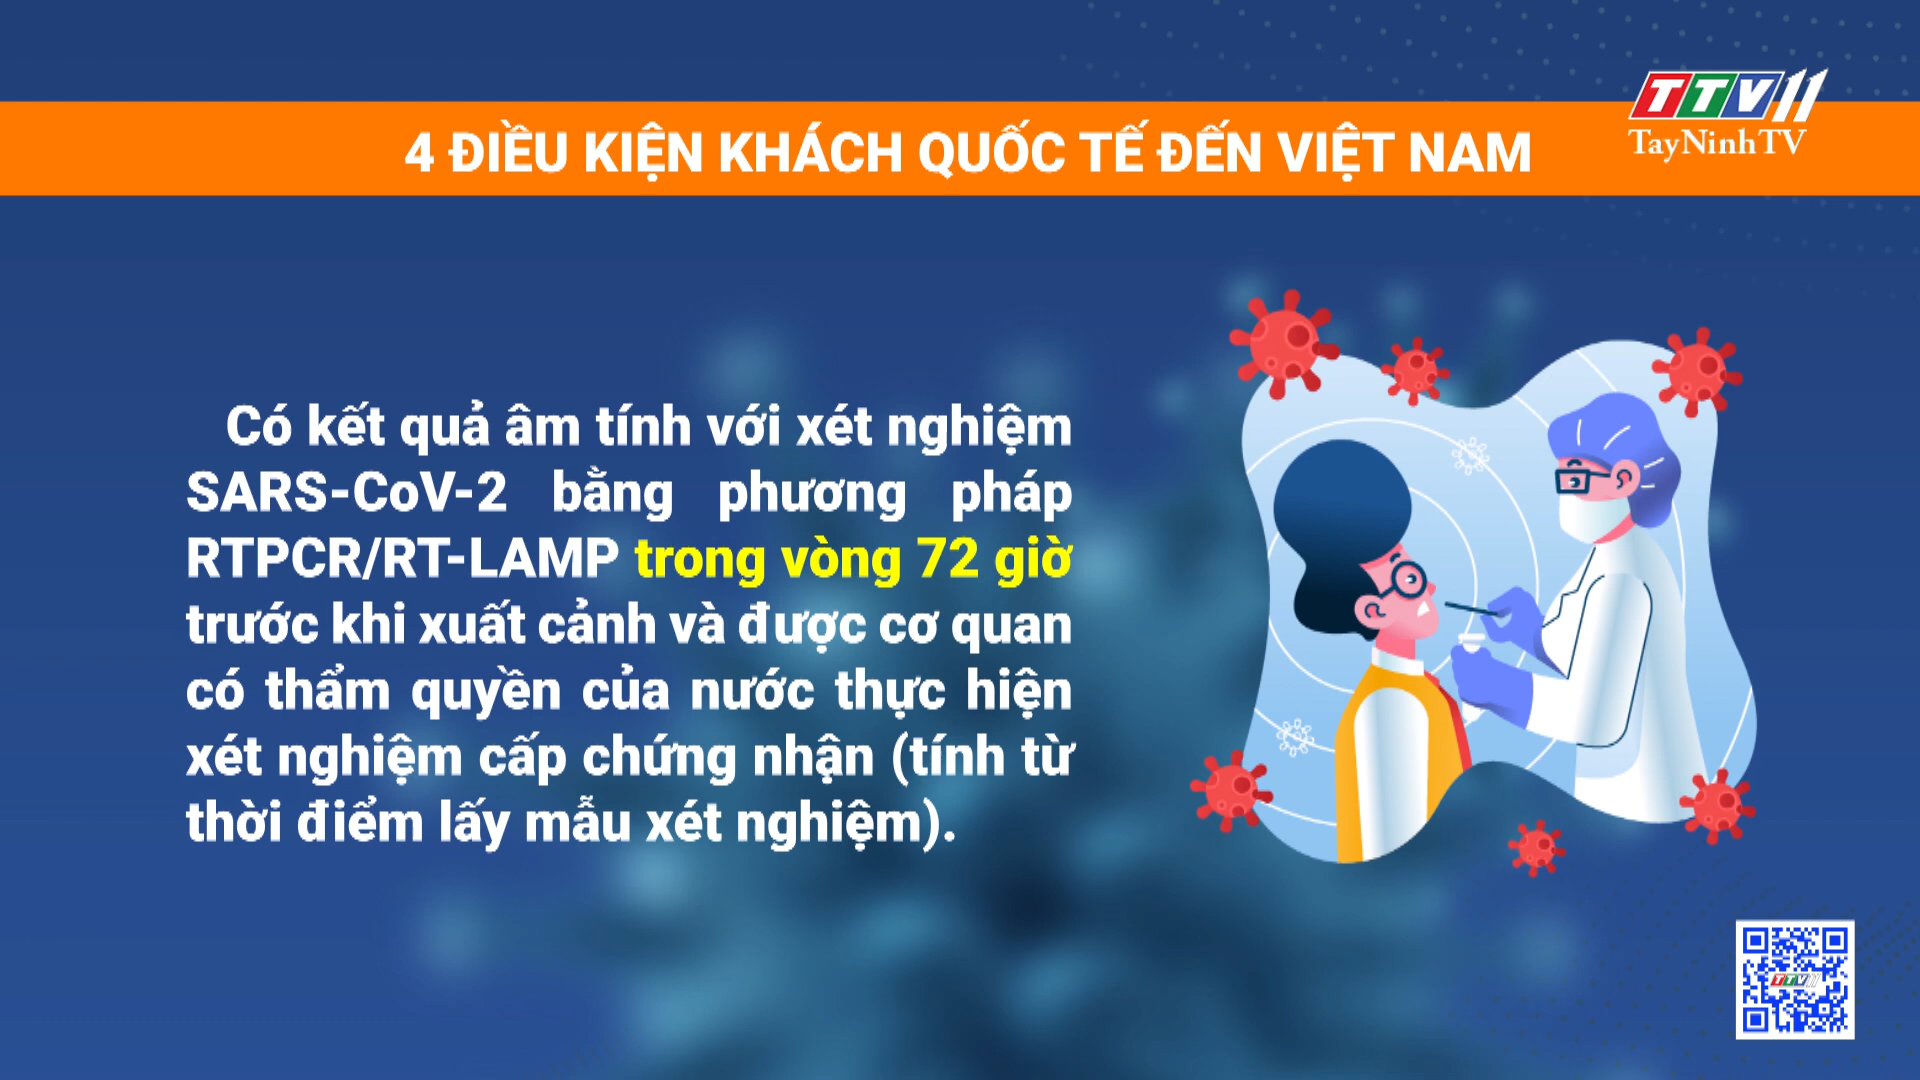 TTV11
TayNinhTV
4 ĐIỀU KIỆN KHÁCH QUỐC TẾ ĐẾN VIỆT NAM
Có kết quả âm tính với xét nghiệm
SARS-CoV-2 bằng phương pháp
RTPCR/RT-LAMP trong vòng 72 giờ
trước khi xuất cảnh và được cơ quan
có thẩm quyền của nước thực hiện
xét nghiệm cấp chứng nhận (tính từ
thời điểm lấy mẫu xét nghiệm).
TTV11